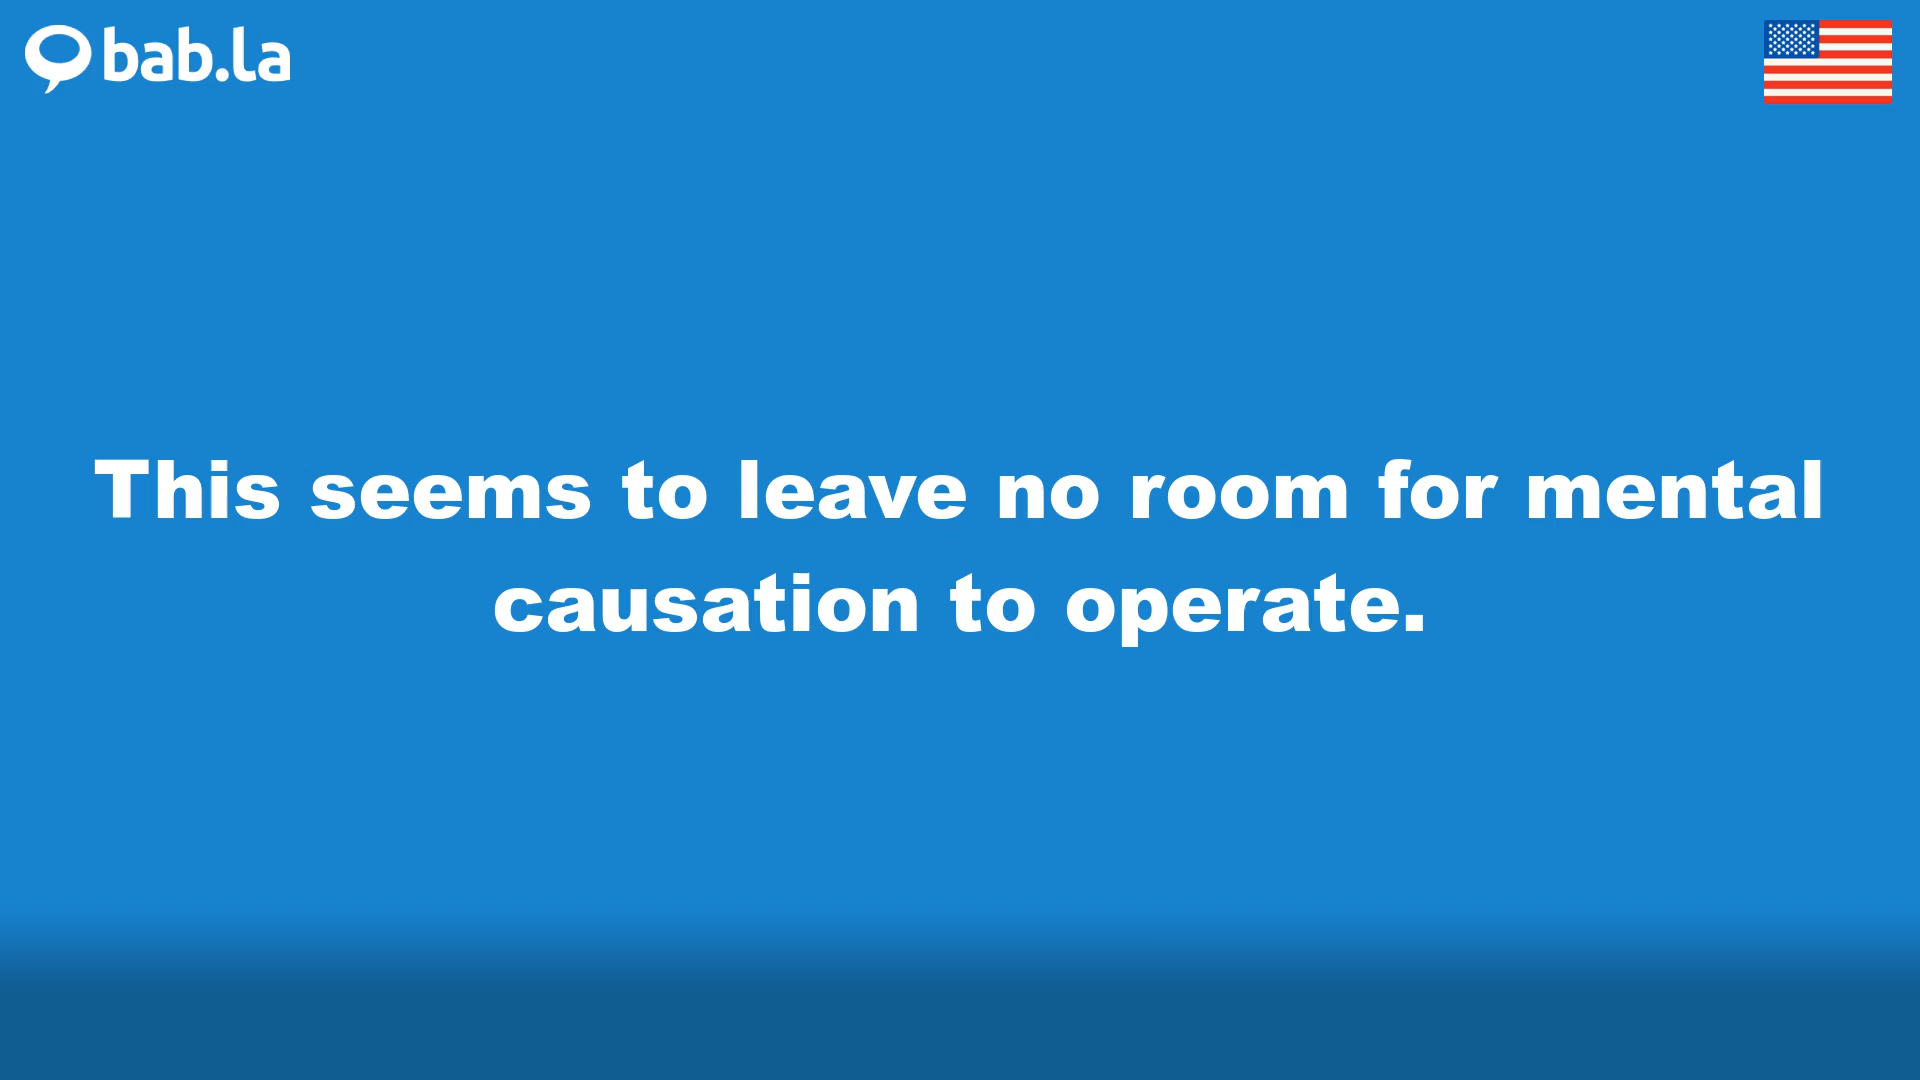 bab.la
This seems to leave no room for mental
causation to operate.